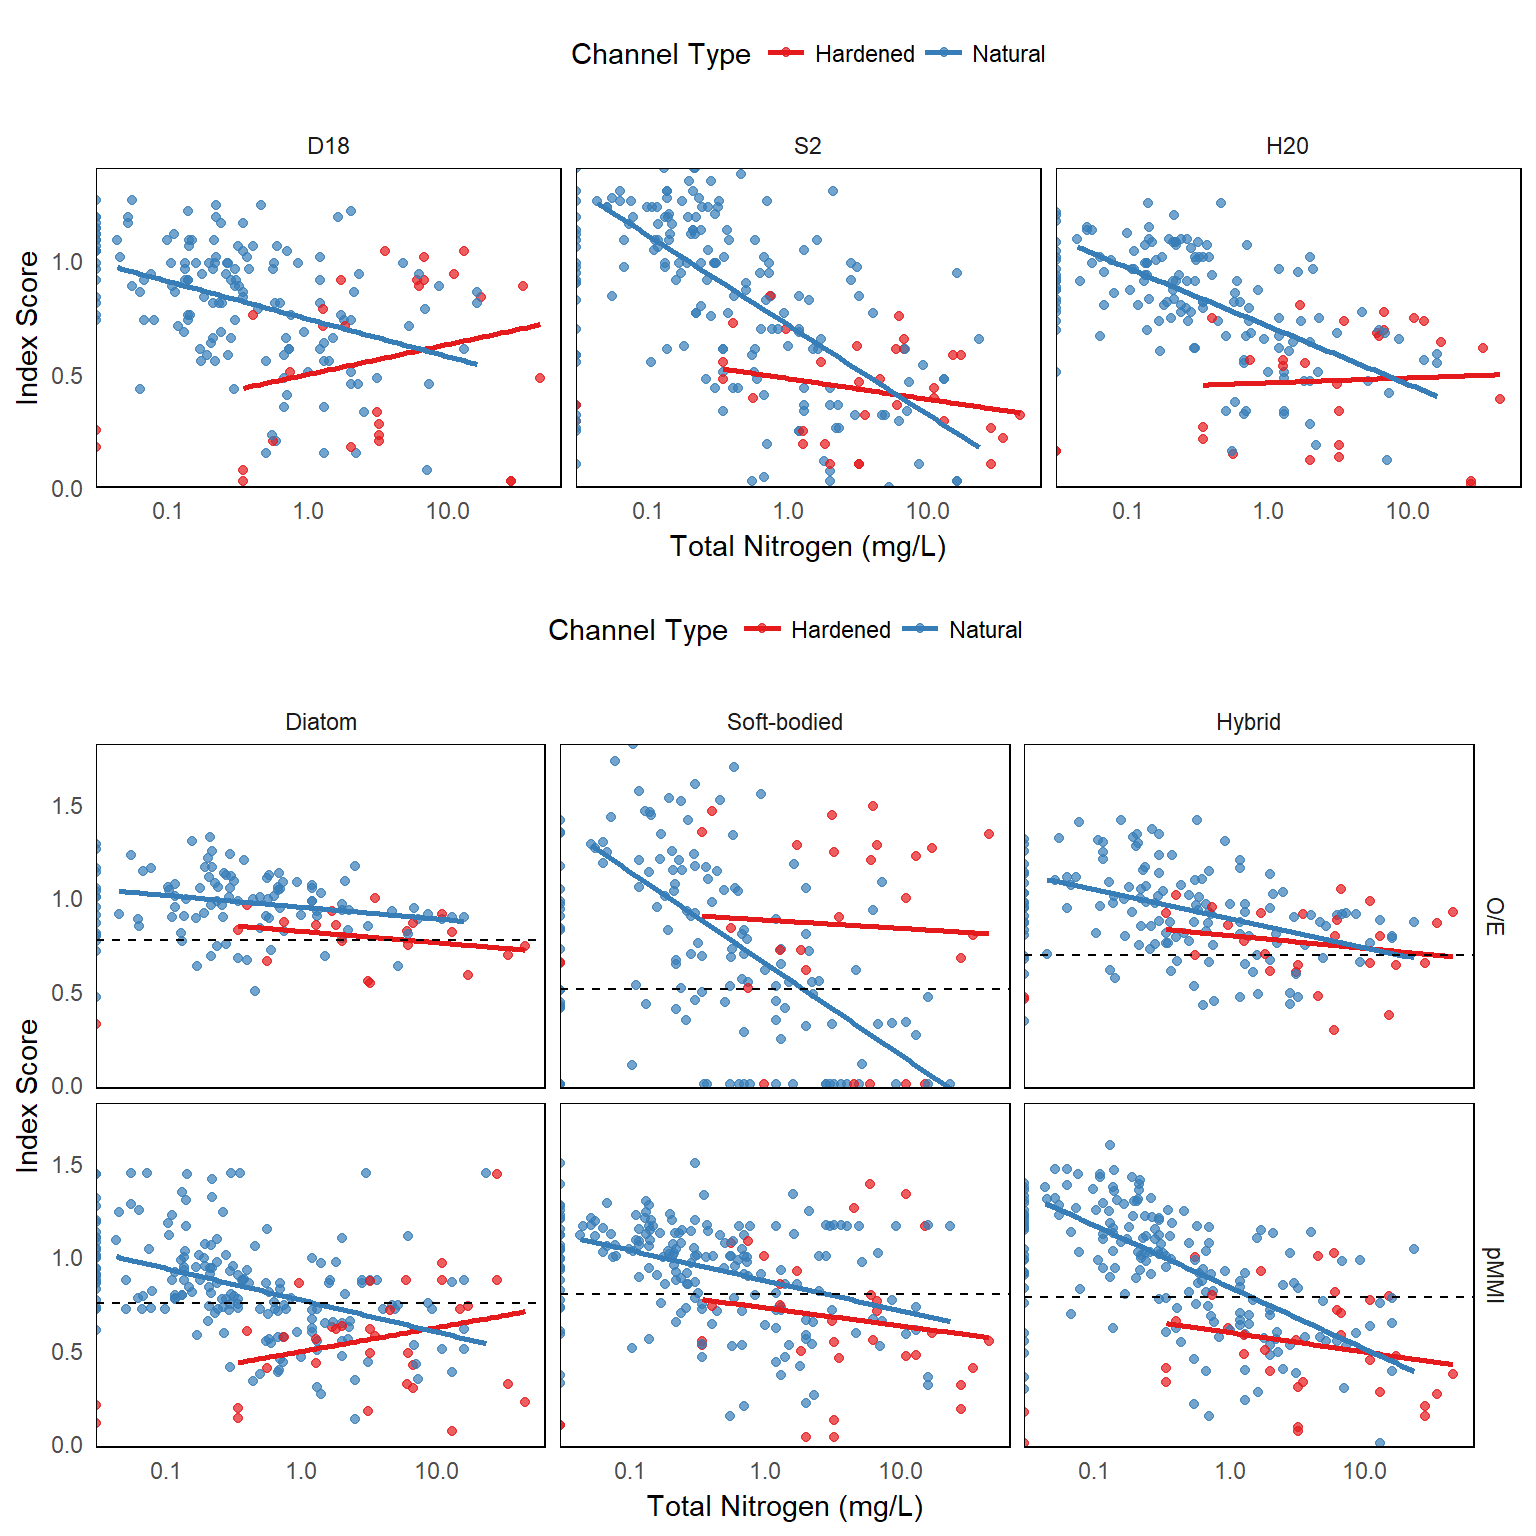 Channel Type Hardened Natural
D18 S2 H20
Index Score
1.0
0.5
0.0
0.1 1.0 10.0 0.1 1.0 10.0 0.1 1.0 10.0
Total Nitrogen (mg/L)
Channel Type Hardened Natural
Diatom Soft-bodied Hybrid
Index Score
1.5
1.0
0.5
0.0
O/E
1.5
1.0
0.5
0.0
pMMI
0.1 1.0 10.0 0.1 1.0 10.0 0.1 1.0 10.0
Total Nitrogen (mg/L)